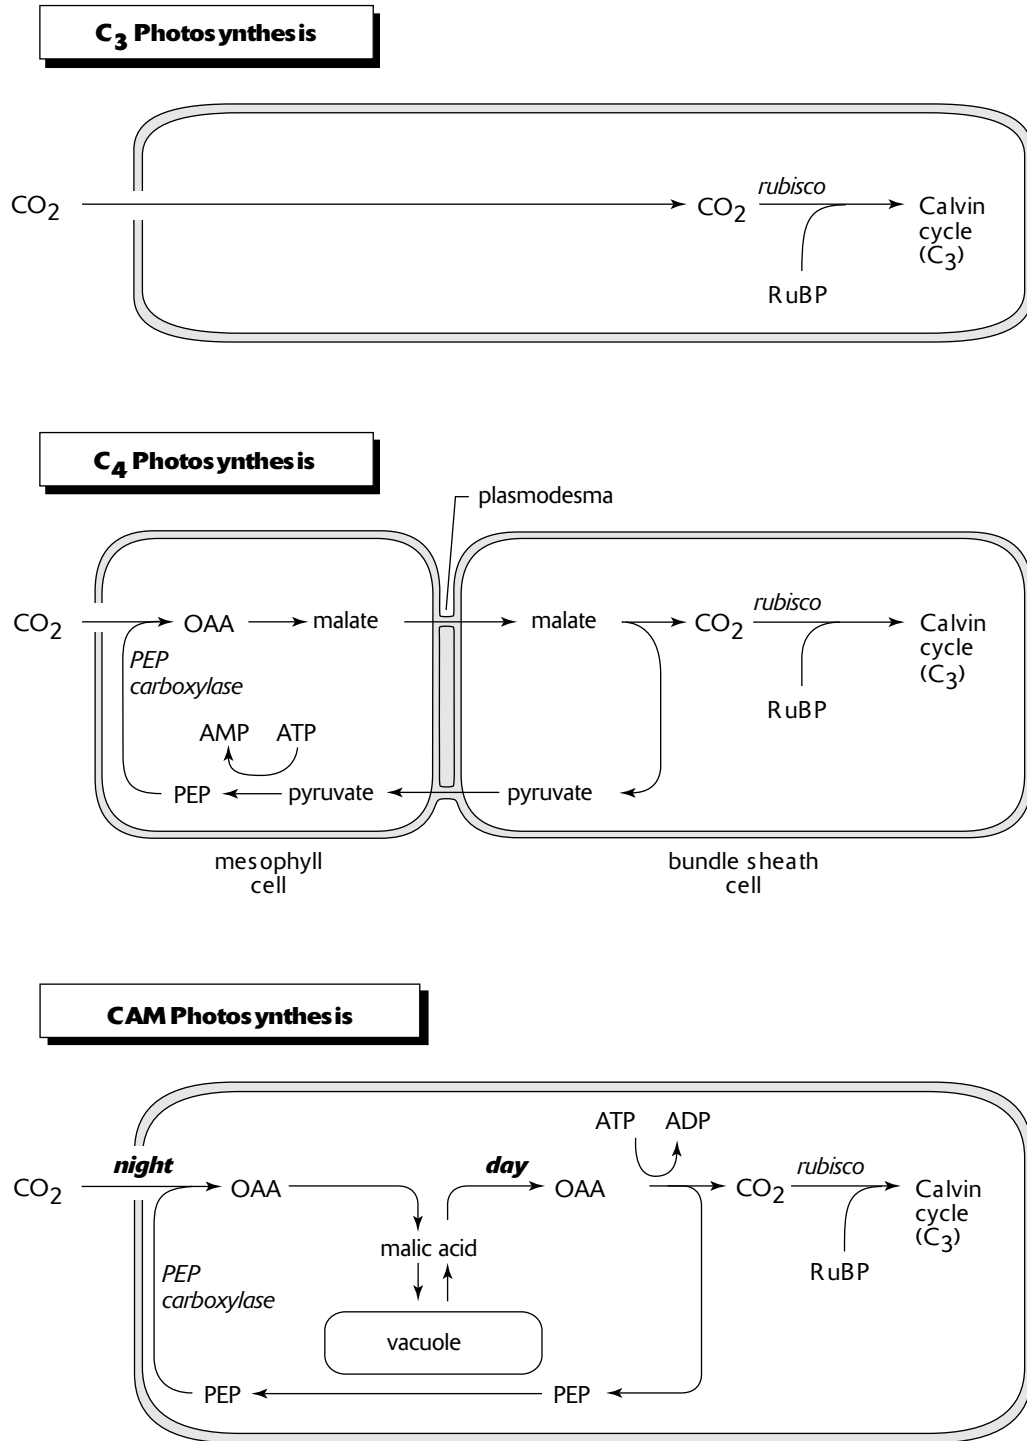 C3 Photosynthesis
CO2
CO2
rubisco
RuBP
Calvin
cycle
(C3)
C4 Photosynthesis
plasmodesma
CO2
OAA
malate
malate
CO2
rubisco
Calvin
cycle
(C3)
PEP
carboxylase
RuBP
AMP
ATP
PEP
pyruvate
pyruvate
mesophyll
cell
bundle sheath
cell
CAM Photosynthesis
ATP
ADP
night
day
rubisco
CO2
OAA
OAA
CO2
Calvin
cycle
(C3)
malic acid
RuBP
PEP
carboxylase
vacuole
PEP
PEP